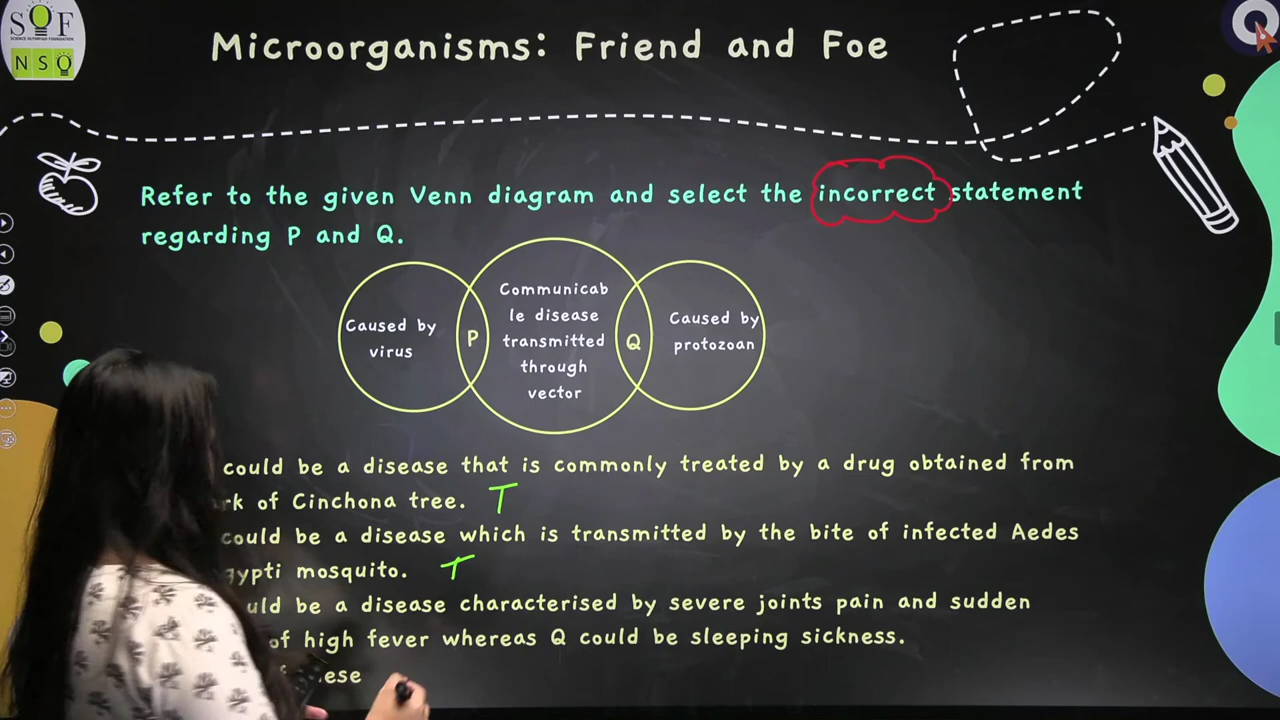 SOF
SCIENCE OLYMPIAD FOUNDATION
NSO
Microorganisms: Friend and Foe
Refer to the given Venn diagram and select the incorrect statement
regarding P and Q.
Caused by
virus
P
Communicab
le disease
transmitted
through
vector
Q
Caused by
protozoan
could be a disease that is commonly treated by a drug obtained from
rk of Cinchona tree. T
could be a disease which is transmitted by the bite of infected Aedes
gypti mosquito. T
uld be a disease characterised by severe joints pain and sudden
of high fever whereas Q could be sleeping sickness.
ese